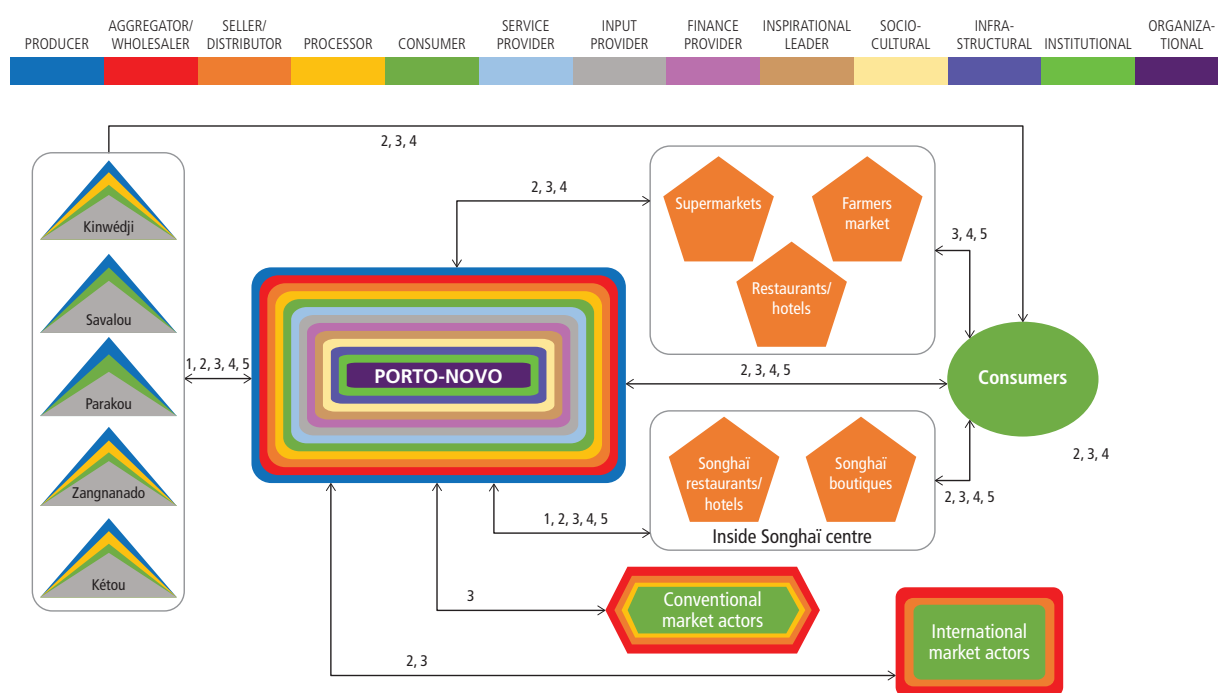 PRODUCER
AGGREGATOR/
WHOLESALER
SELLER/
DISTRIBUTOR
PROCESSOR
CONSUMER
SERVICE
PROVIDER
INPUT
PROVIDER
FINANCE
PROVIDER
INSPIRATIONAL
LEADER
SOCIO-
CULTURAL
INFRA-
STRUCTURAL
INSTITUTIONAL
ORGANIZA-
TIONAL
2, 3, 4
Kinwédji
Savalou
Parakou
Zangnanado
Kétou
1, 2, 3, 4, 5
PORTO-NOVO
2, 3, 4
Supermarkets
Farmers
market
Restaurants/
hotels
3, 4, 5
2, 3, 4, 5
Consumers
2, 3, 4
Songhaï
restaurants/
hotels
Songhaï
boutiques
Inside Songhaï centre
2, 3, 4, 5
1, 2, 3, 4, 5
3
Conventional
market actors
2, 3
International
market actors